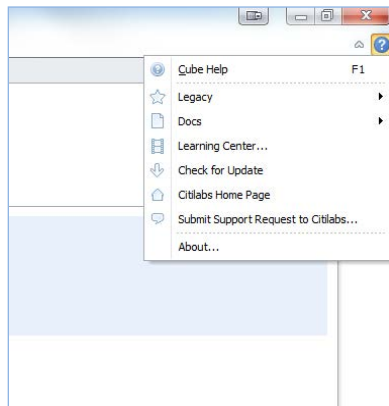 Cube Help F1
Legacy
Docs
Learning Center...
Check for Update
Citilabs Home Page
Submit Support Request to Citilabs...
About...